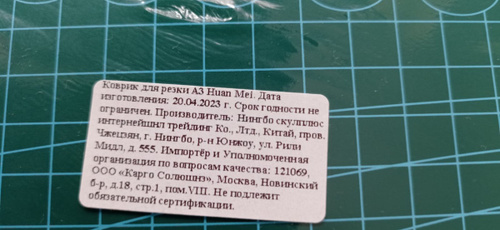 Коврик для резки А3 Huan Mei. Дата
изготовления: 20.04.2023 г. Срок годности не
ограничен. Производитель: Нингбо скулплюс
интернейшнл трейдинг Ко., Лтд., Китай, пров.
Чжецзян, г. Нингбо, р-н Юнжоу, ул. Рили
Мидл, д. 555. Импортёр и Уполномоченная
организация по вопросам качества: 121069,
ООО «Карго Солюшнз», Москва, Новинский
б-р, д.18, стр.1, пом.VIII. Не подлежит
обязательной сертификации.